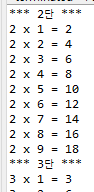 *** 2단 ***
2 x 1 = 2
2 x 2 = 4
2 x 3 = 6
2 x 4 = 8
2 x 5 = 10
2 x 6 = 12
2 x 7 = 14
2 x 8 = 16
2 x 9 = 18
*** 3단 ***
3 x 1 = 3